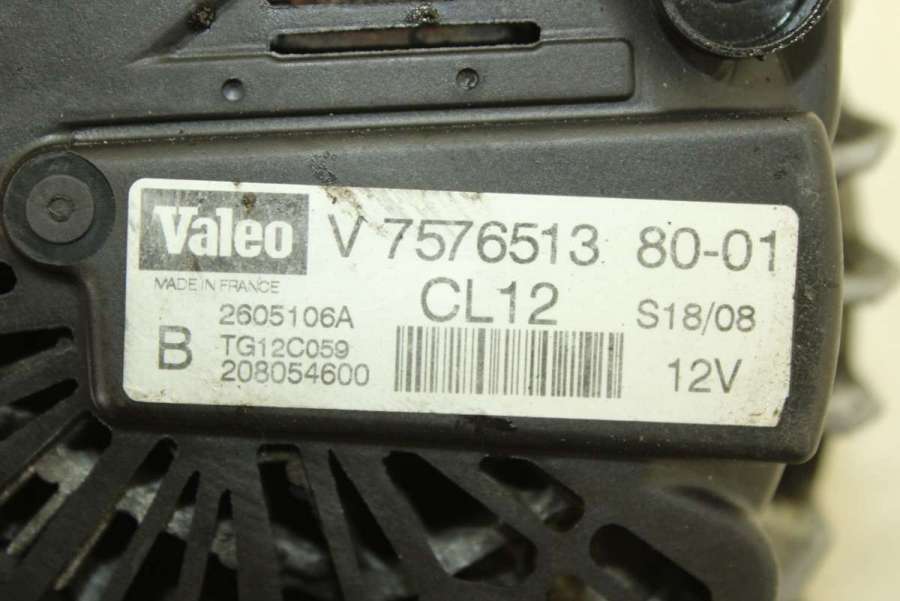 Valeo V 7576513 80-01
MADE IN FRANCE
CL12
2605106A
S18/08
B
TG12C059
208054600
12V